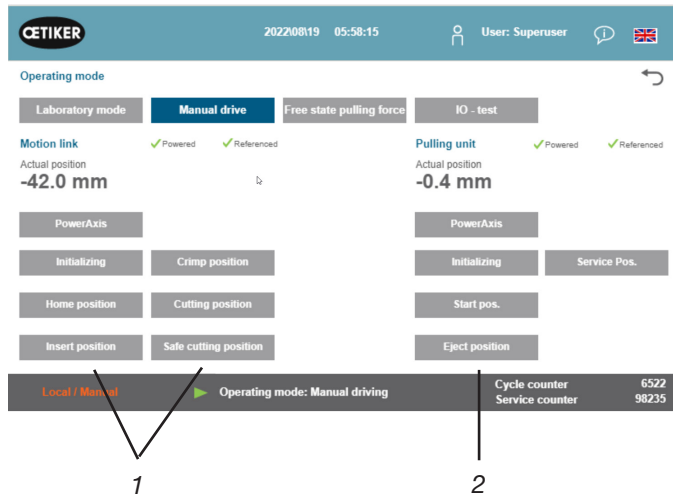 OETIKER 2022\08\19 05:58:15 User: Superuser
Operating mode
Laboratory mode Manual drive Free state pulling force IO - test
Motion link Powered Referenced Pulling unit Powered Referenced
Actual position Actual position
-42.0 mm -0.4 mm
PowerAxis PowerAxis
Initializing Crimp position Initializing Service Pos.
Home position Cutting position Start pos.
Insert position Safe cutting position Eject position
Local / Manual Operating mode: Manual driving Cycle counter 6522
Service counter 98235
1 2